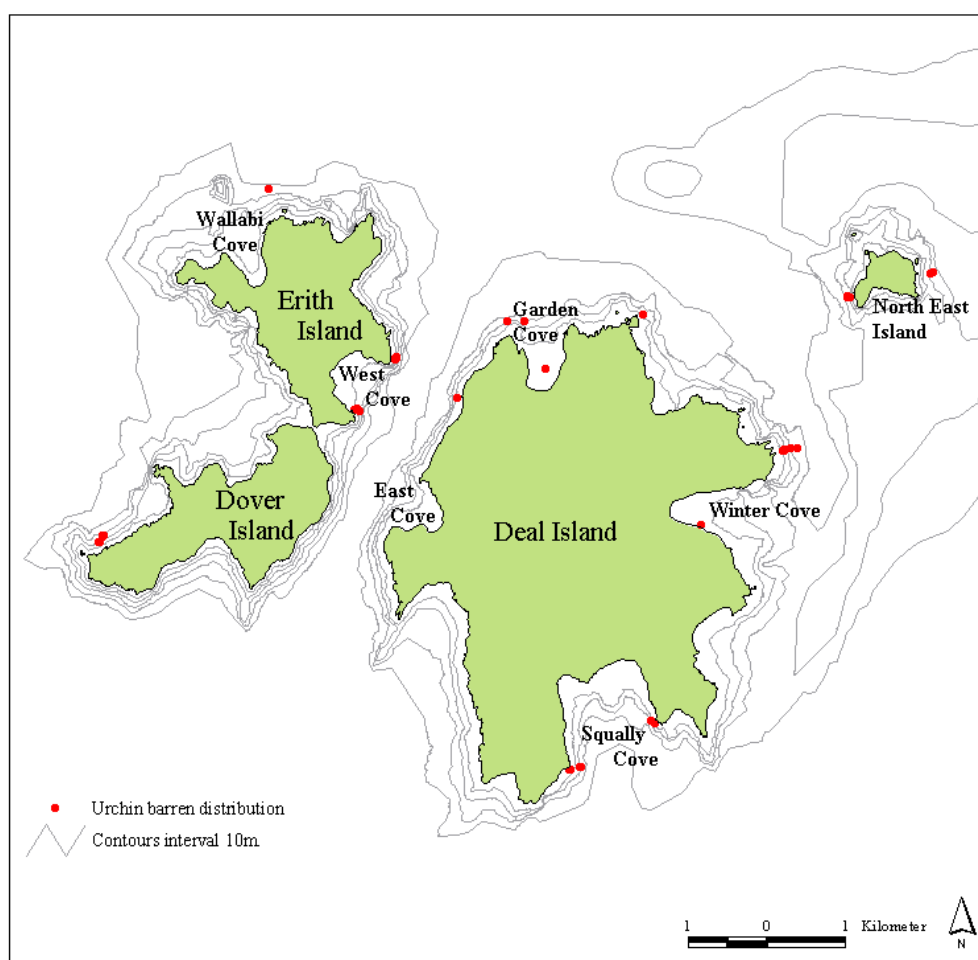 Wallabi
Cove
Erith
Island
Garden
Cove
North East
Island
West
Cove
East
Cove
Dover
Island
Deal Island
Winter Cove
Squally
Cove
Urchin barren distribution
Contours interval 10m
1 0 1 Kilometer
N